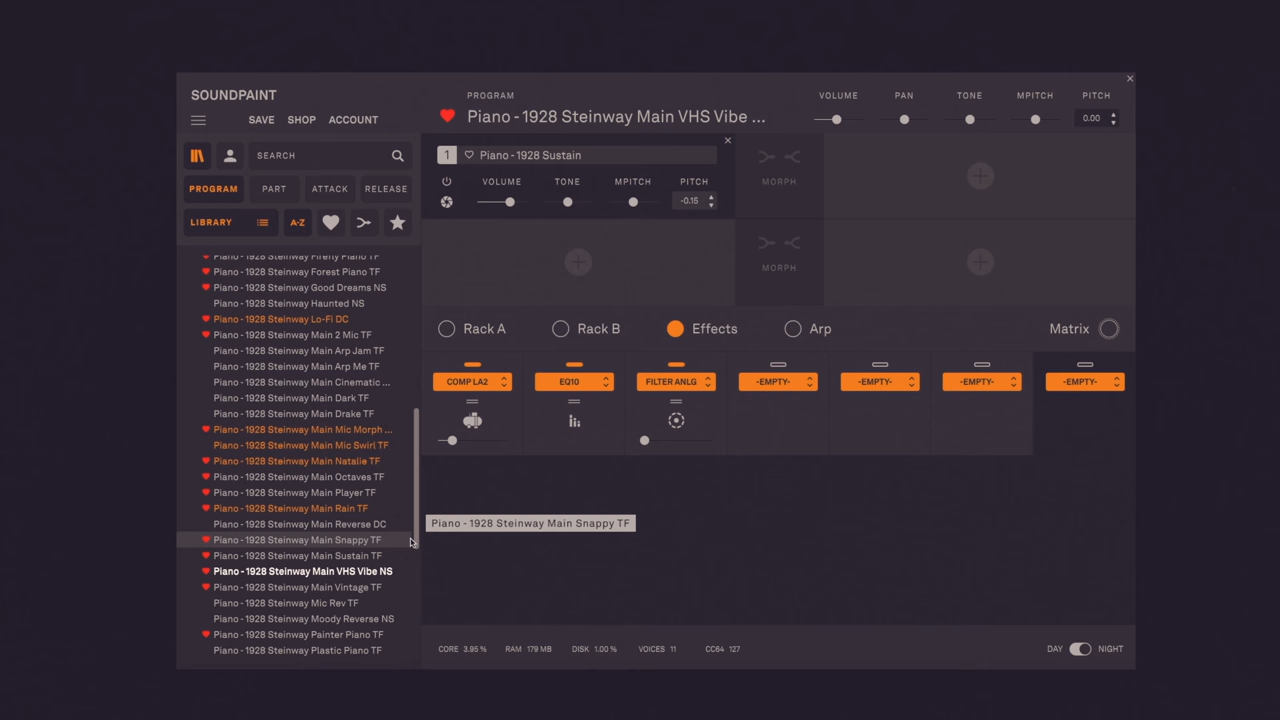 SOUNDPAINT
SAVE SHOP ACCOUNT
PROGRAM
Piano - 1928 Steinway Main VHS Vibe ...
VOLUME PAN TONE MPITCH PITCH
0.00
SEARCH
PROGRAM PART ATTACK RELEASE
LIBRARY A-Z
1 Piano - 1928 Sustain
VOLUME TONE MPITCH PITCH
-0.15
MORPH
MORPH
Piano - 1928 Steinway Firefly Piano TF
Piano - 1928 Steinway Forest Piano TF
Piano - 1928 Steinway Good Dreams NS
Piano - 1928 Steinway Haunted NS
Piano - 1928 Steinway Lo-Fi DC
Piano - 1928 Steinway Main 2 Mic TF
Piano - 1928 Steinway Main Arp Jam TF
Piano - 1928 Steinway Main Arp Me TF
Piano - 1928 Steinway Main Cinematic ...
Piano - 1928 Steinway Main Dark TF
Piano - 1928 Steinway Main Drake TF
Piano - 1928 Steinway Main Mic Morph ...
Piano - 1928 Steinway Main Mic Swirl TF
Piano - 1928 Steinway Main Natalie TF
Piano - 1928 Steinway Main Octaves TF
Piano - 1928 Steinway Main Player TF
Piano - 1928 Steinway Main Rain TF
Piano - 1928 Steinway Main Reverse DC
Piano - 1928 Steinway Main Snappy TF
Piano - 1928 Steinway Main Sustain TF
Piano - 1928 Steinway Main VHS Vibe NS
Piano - 1928 Steinway Main Vintage TF
Piano - 1928 Steinway Mic Rev TF
Piano - 1928 Steinway Moody Reverse NS
Piano - 1928 Steinway Painter Piano TF
Piano - 1928 Steinway Plastic Piano TF
Rack A Rack B Effects Arp Matrix
COMP LA2 EQ10 FILTER ANLG -EMPTY- -EMPTY- -EMPTY- -EMPTY-
Piano - 1928 Steinway Main Snappy TF
CORE 3.95 % RAM 179 MB DISK 1.00 % VOICES 11 CC64 127
DAY NIGHT